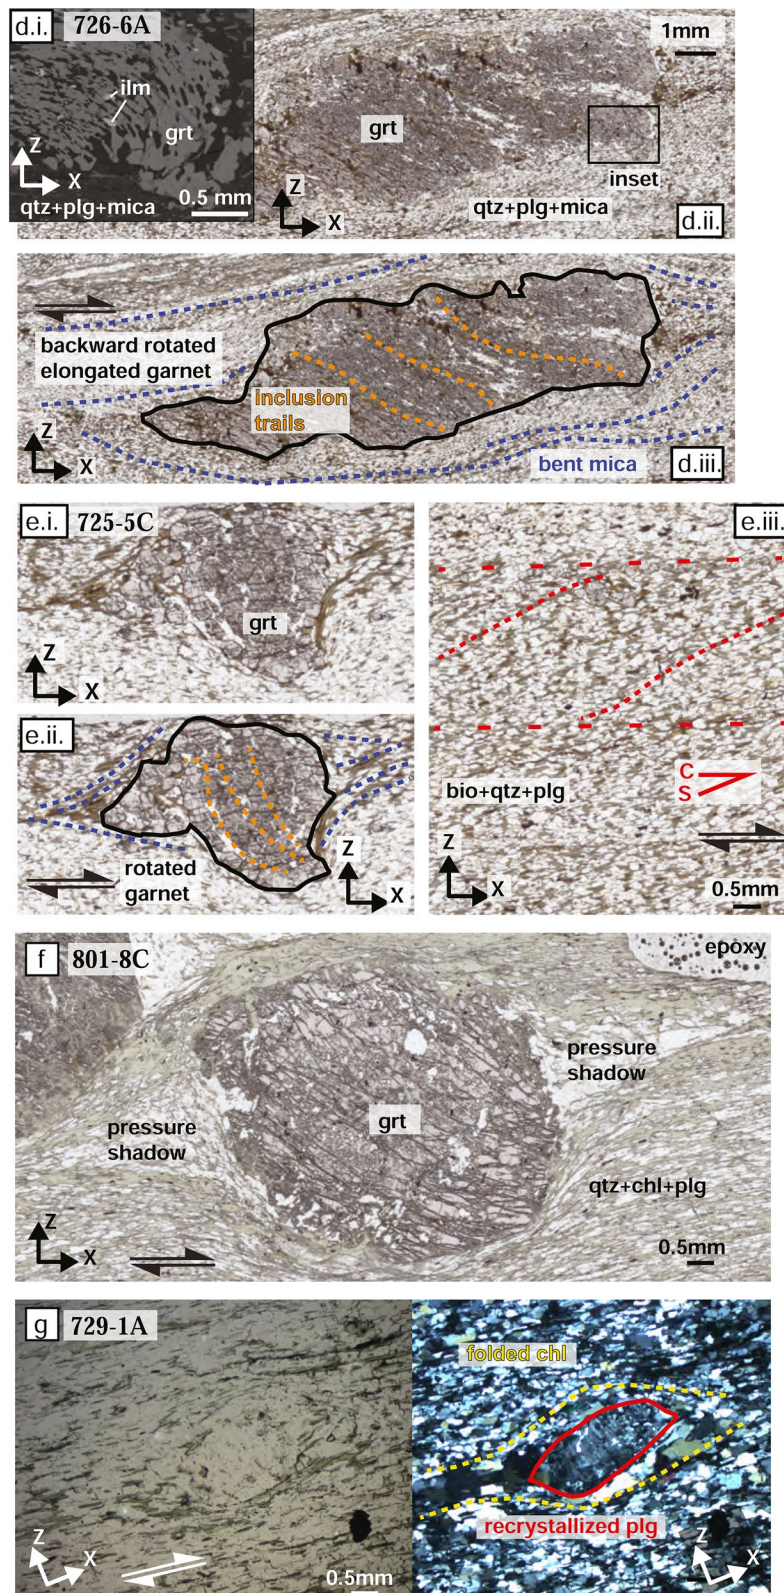 d.i. 726-6A
ilm
grt
Z
X
0.5 mm
qtz+plg+mica
1mm
grt
inset
Z
X
qtz+plg+mica
d.ii.
backward rotated
elongated garnet
inclusion
trails
Z
X
bent mica
d.iii.
e.i. 725-5C
grt
Z
X
e.ii.
rotated
garnet
Z
X
e.iii.
bio+qtz+plg
C
S
Z
X
0.5mm
f 801-8C
epoxy
pressure
shadow
grt
pressure
shadow
qtz+chl+plg
Z
X
0.5mm
g 729-1A
Z
X
0.5mm
folded chl
recrystallized plg
Z
X